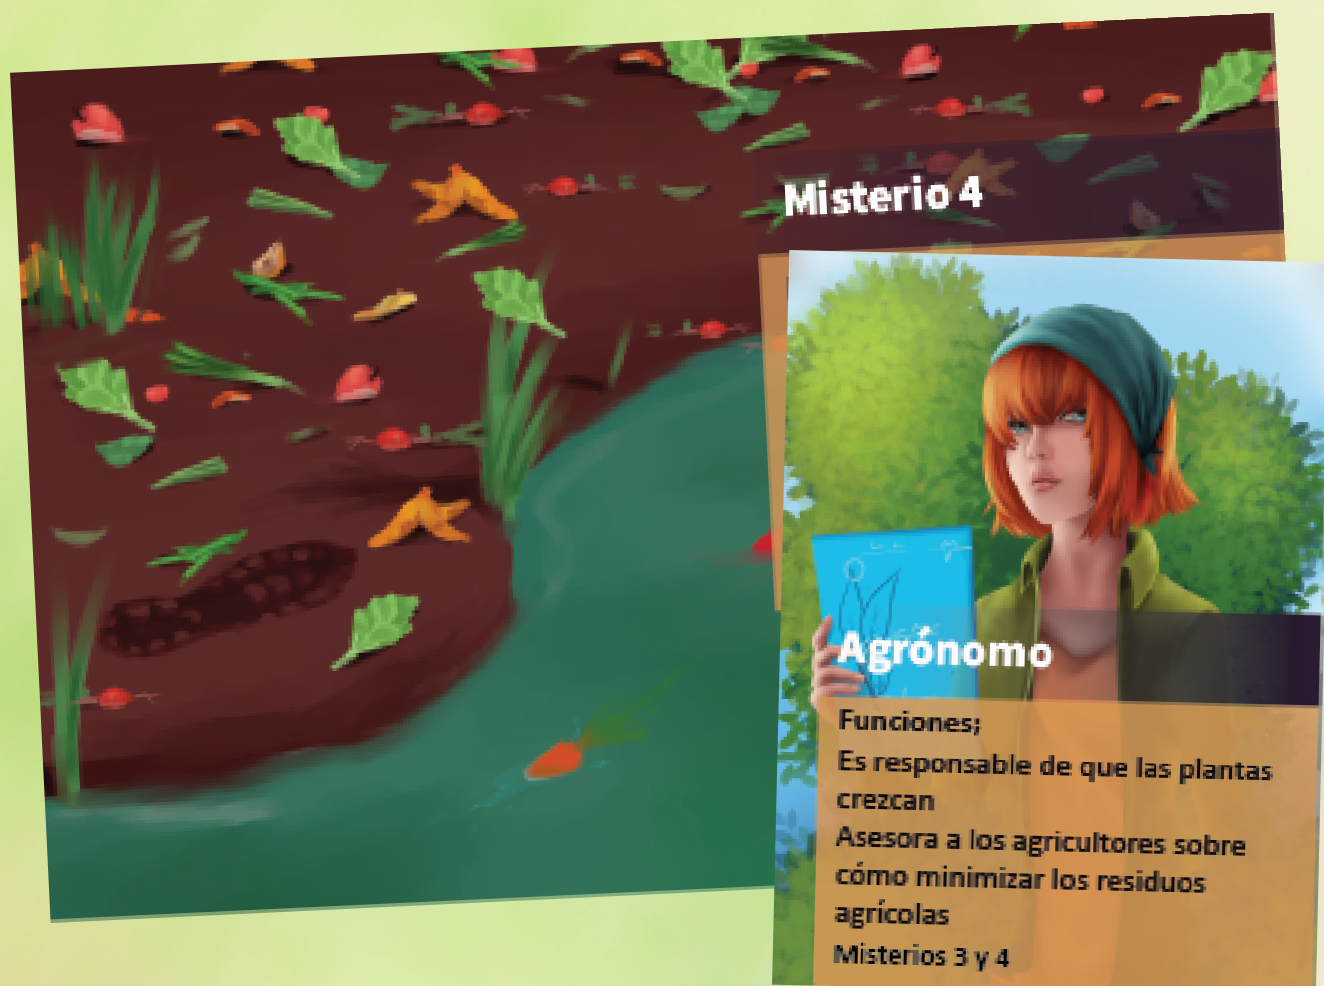 Misterio 4
Agrónomo
Funciones;
Es responsable de que las plantas
crezcan
Asesora a los agricultores sobre
cómo minimizar los residuos
agrícolas
Misterios 3 y 4